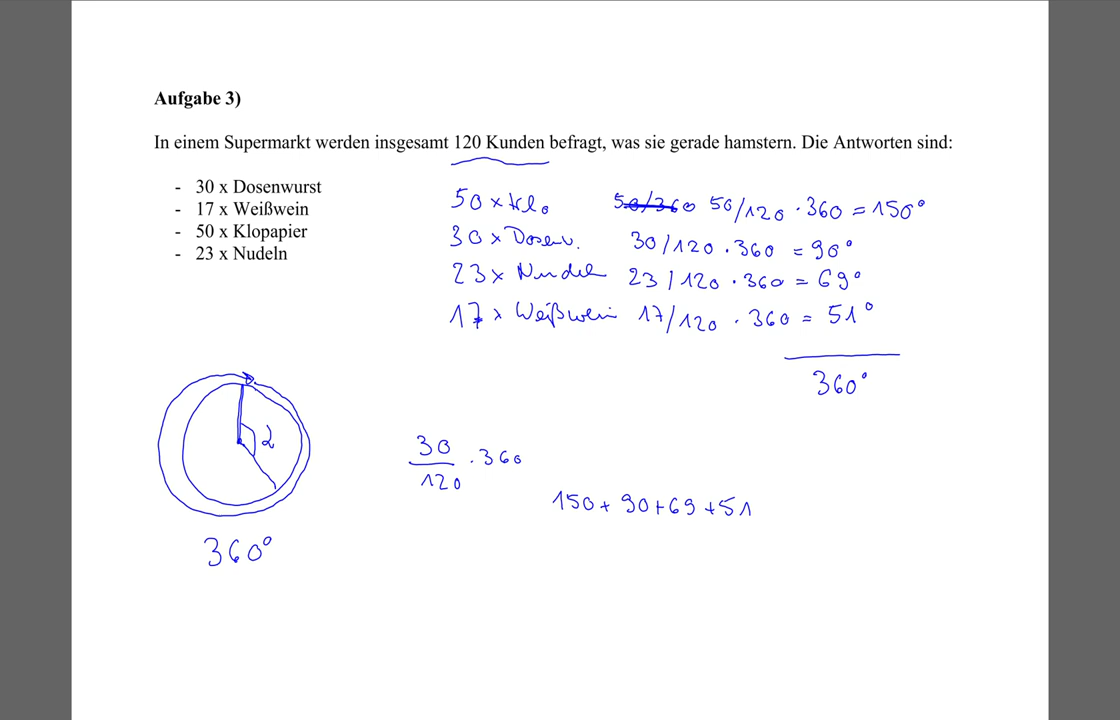 Aufgabe 3)
In einem Supermarkt werden insgesamt 120 Kunden befragt, was sie gerade hamstern. Die Antworten sind:
- 30 x Dosenwurst
- 17 x Weißwein
- 50 x Klopapier
- 23 x Nudeln
50 x Klo 50/360 50/120 · 360 = 150°
30 x Dosenw. 30/120 · 360 = 90°
23 x Nudel 23/120 · 360 = 69°
17 x Weißwein 17/120 · 360 = 51°
360°
α
30/120 · 360
150 + 90 + 69 + 51
360°